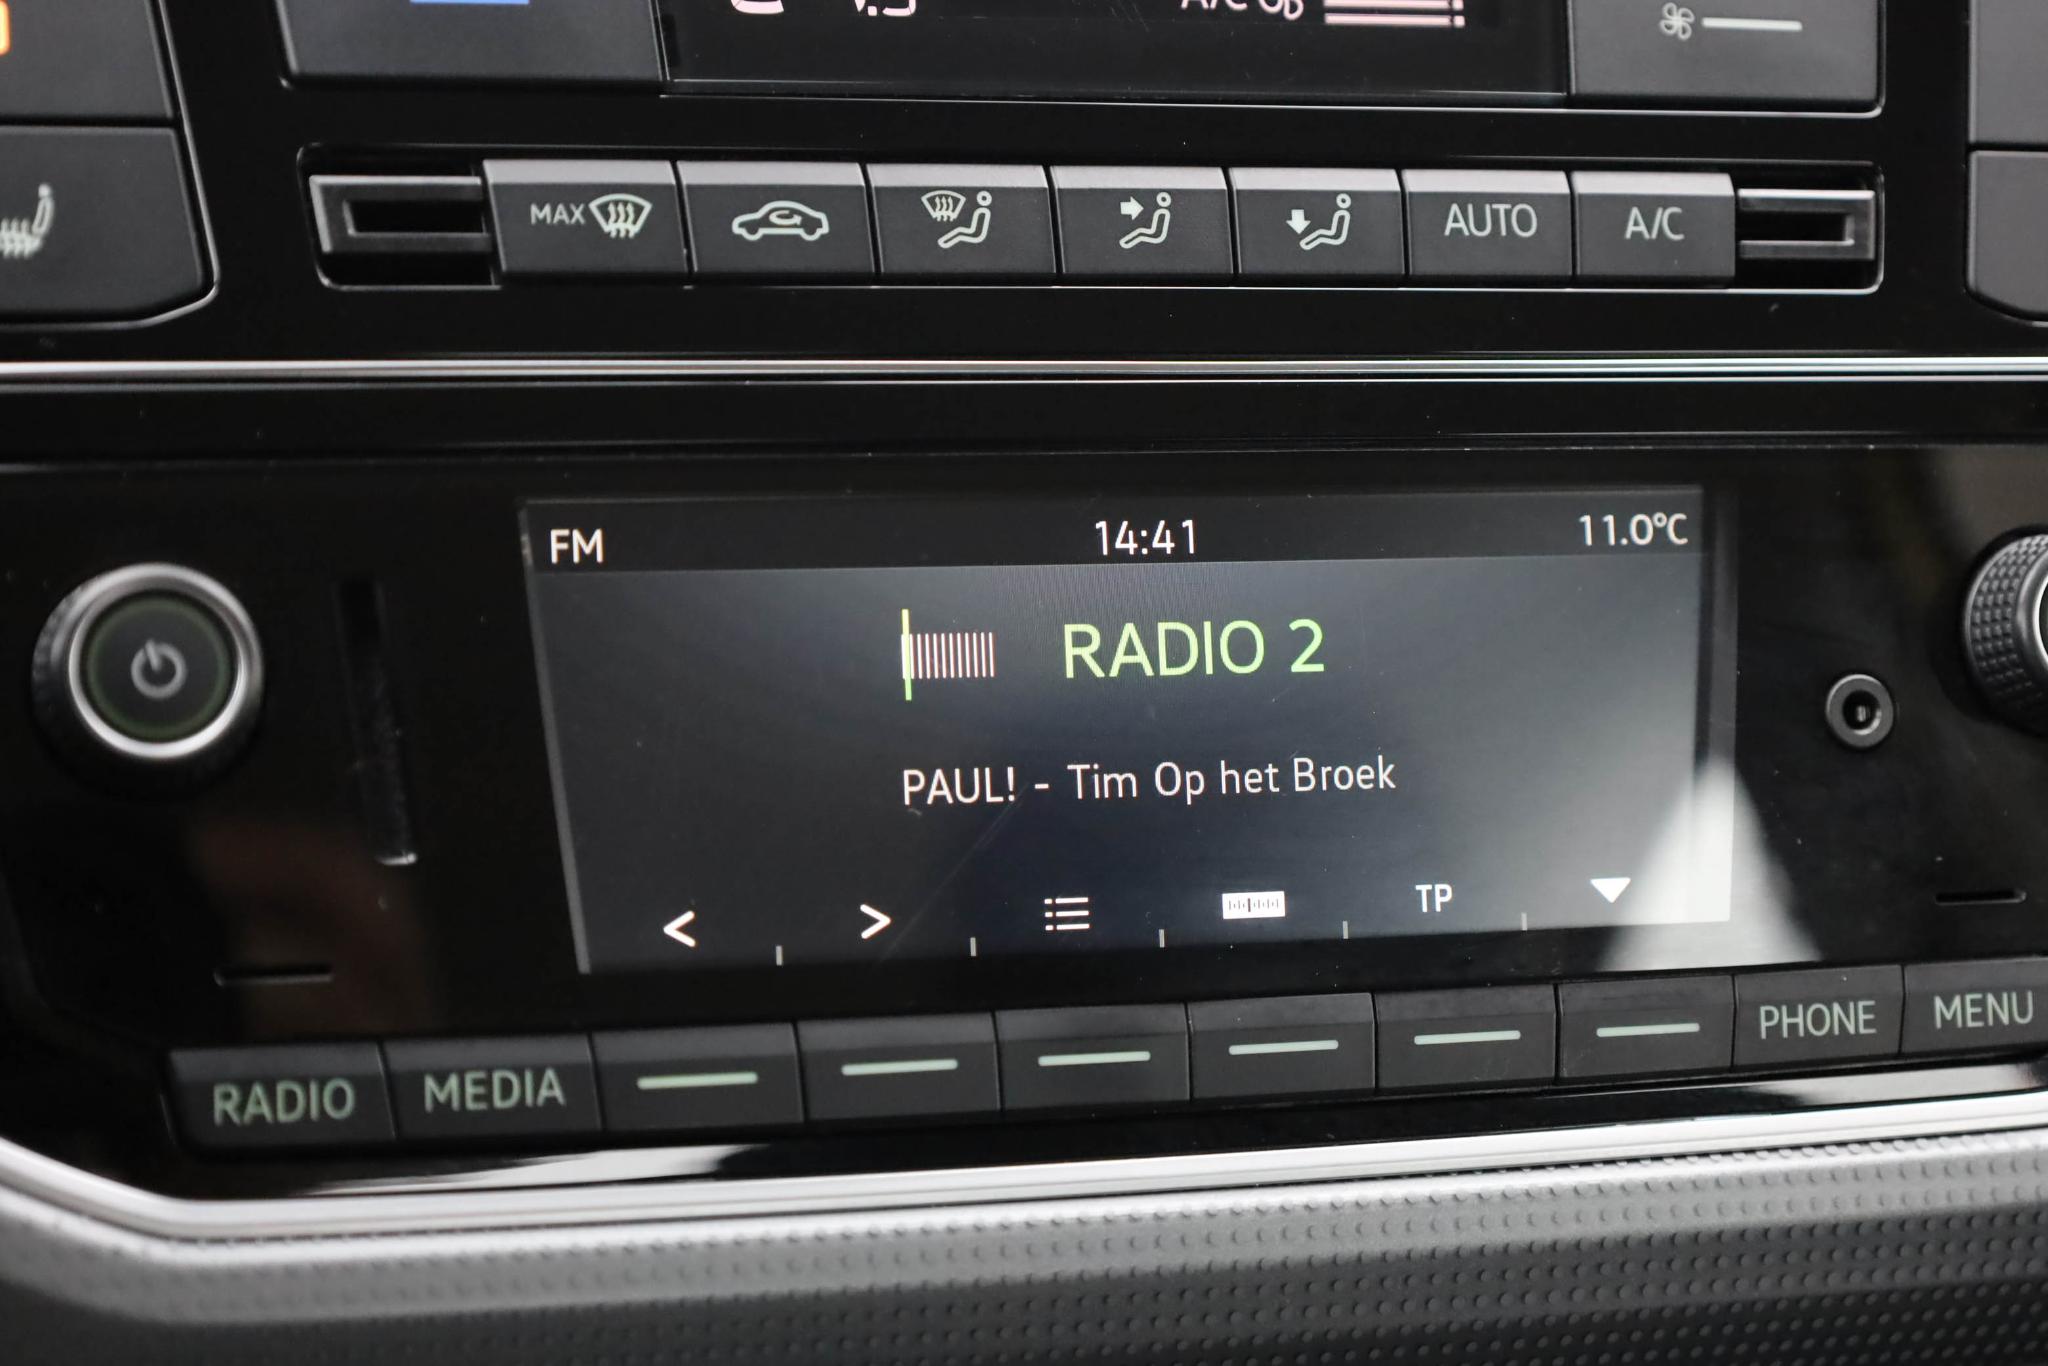 MAX
AUTO
A/C
FM
14:41
11.0°C
RADIO 2
PAUL! - Tim Op het Broek
TP
RADIO
MEDIA
PHONE
MENU